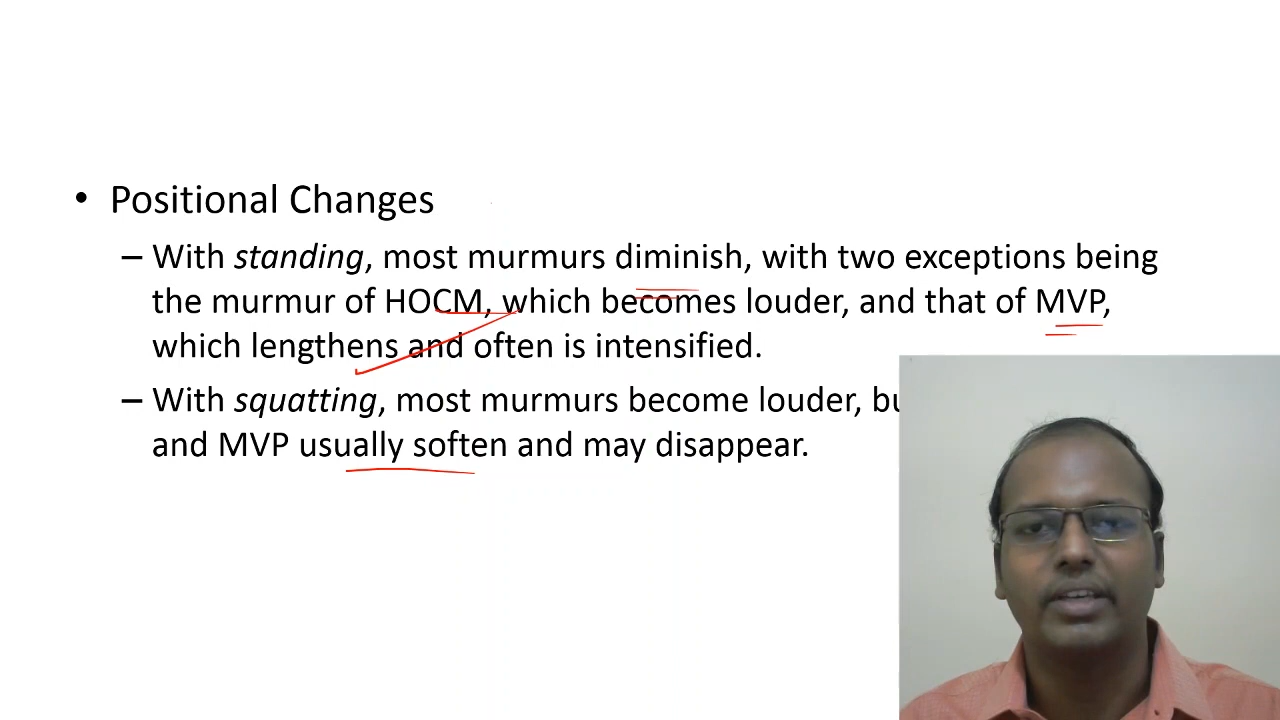 • Positional Changes
– With standing, most murmurs diminish, with two exceptions being
the murmur of HOCM, which becomes louder, and that of MVP,
which lengthens and often is intensified.
– With squatting, most murmurs become louder,
and MVP usually soften and may disappear.